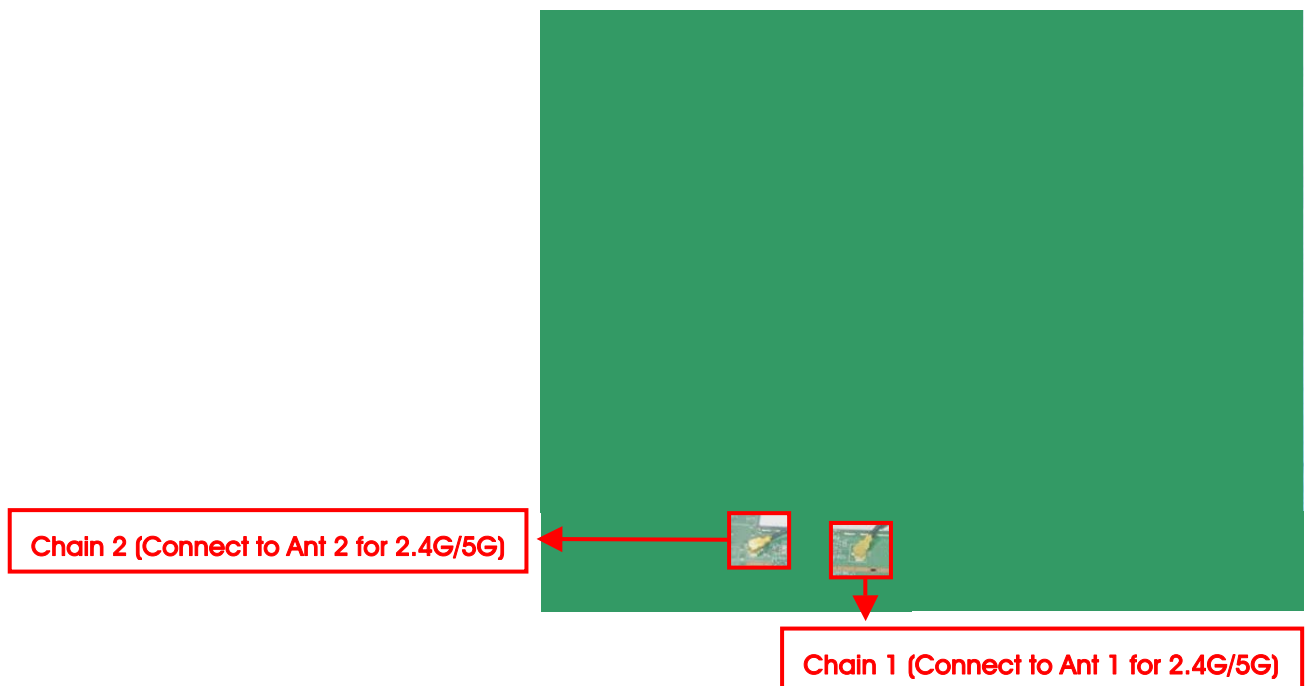 Chain 2 (Connect to Ant 2 for 2.4G/5G)
Chain 1 (Connect to Ant 1 for 2.4G/5G)